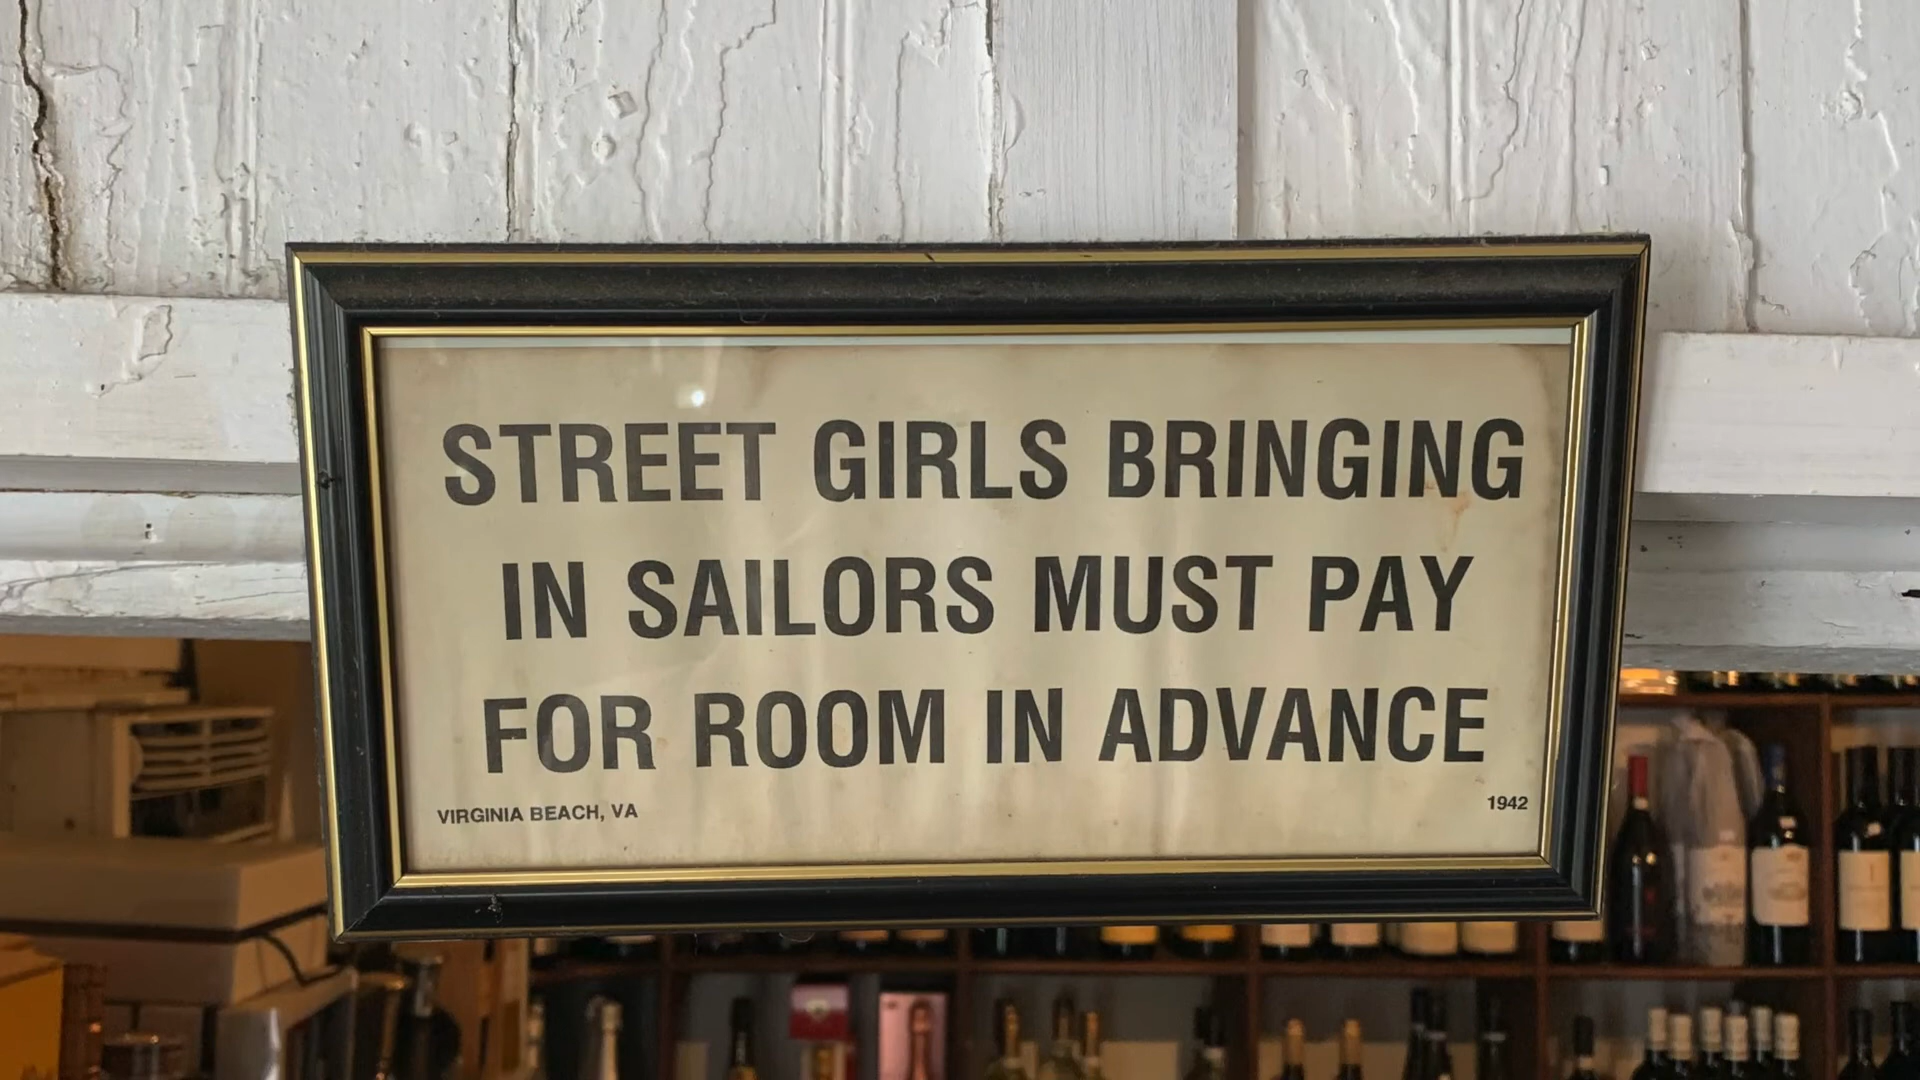 STREET GIRLS BRINGING
IN SAILORS MUST PAY
FOR ROOM IN ADVANCE
VIRGINIA BEACH, VA
1942